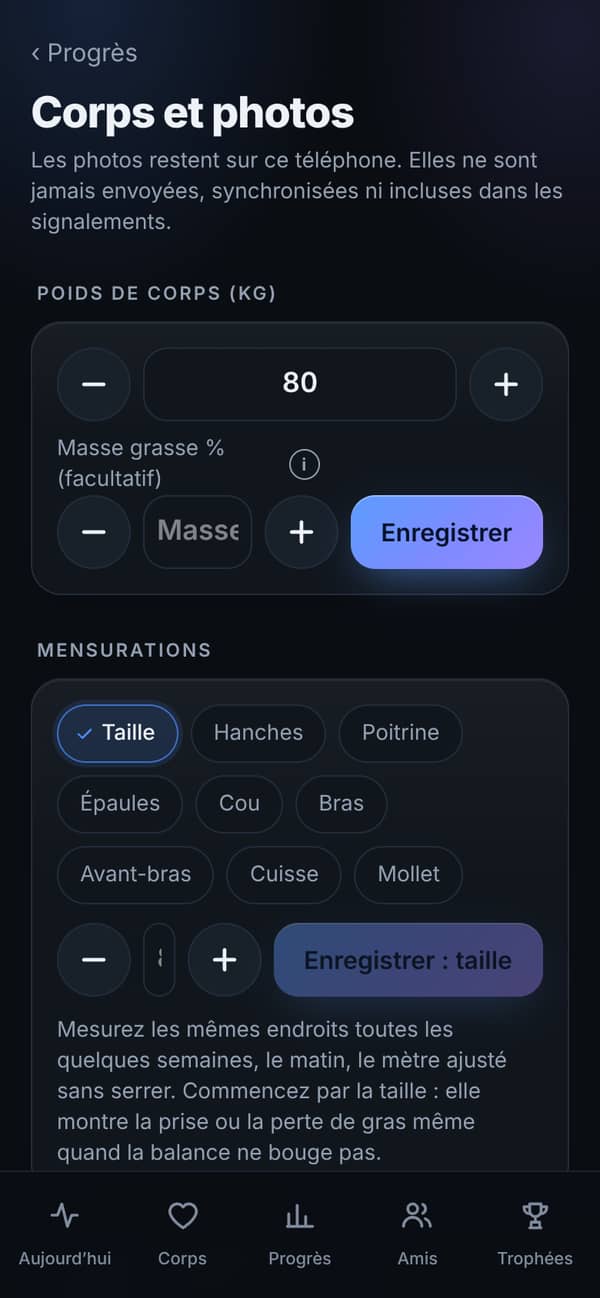 ‹ Progrès
Corps et photos
Les photos restent sur ce téléphone. Elles ne sont
jamais envoyées, synchronisées ni incluses dans les
signalements.
POIDS DE CORPS (KG)
− 80 +
Masse grasse %
(facultatif) i
− Masse + Enregistrer
MENSURATIONS
✓ Taille Hanches Poitrine
Épaules Cou Bras
Avant-bras Cuisse Mollet
− + Enregistrer : taille
Mesurez les mêmes endroits toutes les
quelques semaines, le matin, le mètre ajusté
sans serrer. Commencez par la taille : elle
montre la prise ou la perte de gras même
quand la balance ne bouge pas.
Aujourd’hui Corps Progrès Amis Trophées